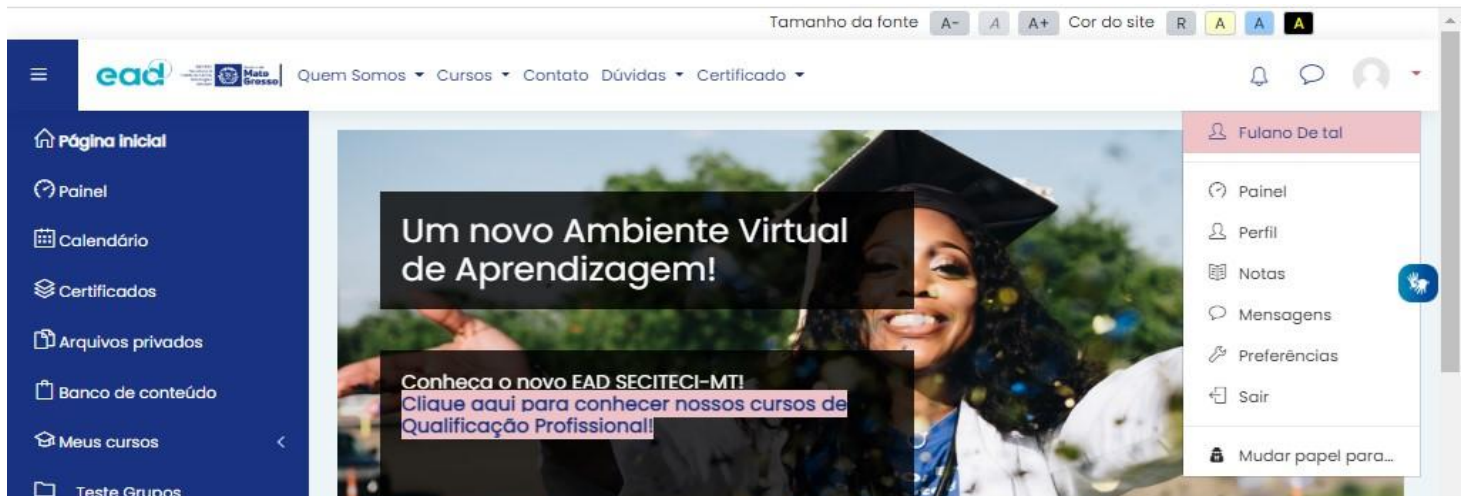 Tamanho da fonte A- A A+ Cor do site R A A A
ead Mato Grosso Quem Somos Cursos Contato Dúvidas Certificado
Página inicial
Painel
Calendário
Certificados
Arquivos privados
Banco de conteúdo
Meus cursos
Teste Grupos
Um novo Ambiente Virtual
de Aprendizagem!
Conheça o novo EAD SECITECI-MT!
Clique aqui para conhecer nossos cursos de
Qualificação Profissional!
Fulano De tal
Painel
Perfil
Notas
Mensagens
Preferências
Sair
Mudar papel para...